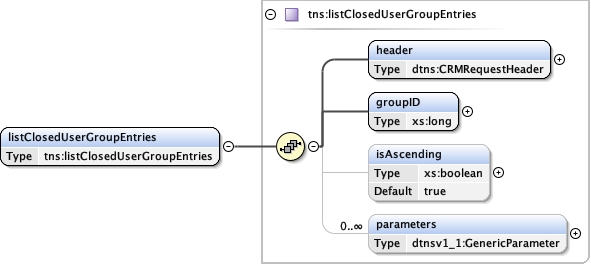 tns:listClosedUserGroupEntries
header
Type dtns:CRMRequestHeader
groupID
Type xs:long
listClosedUserGroupEntries
Type tns:listClosedUserGroupEntries
isAscending
Type xs:boolean
Default true
0..∞
parameters
Type dtnsv1_1:GenericParameter